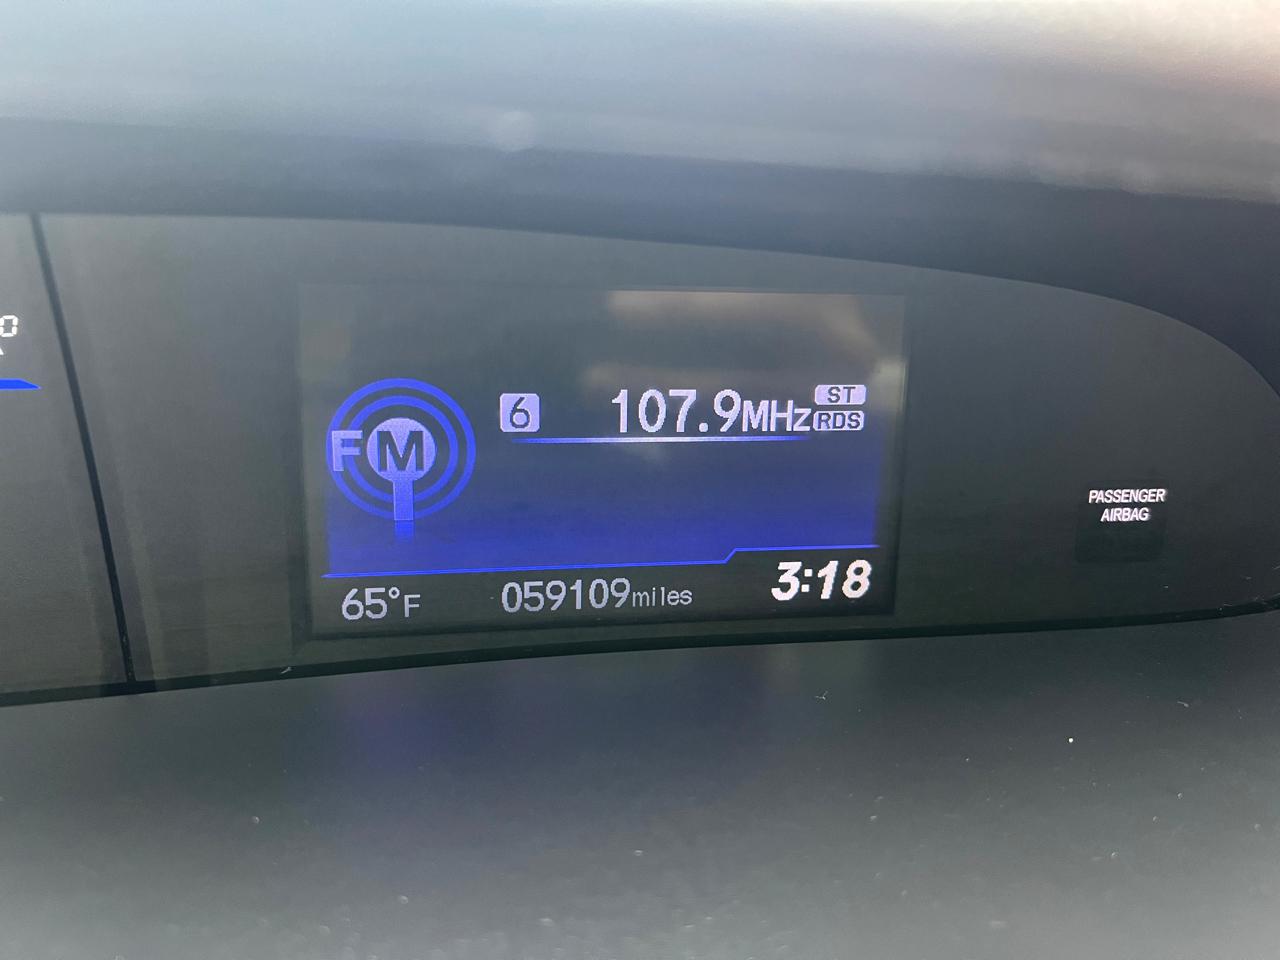 FM
6 107.9MHz ST
RDS
65°F 059109miles 3:18
PASSENGER
AIRBAG